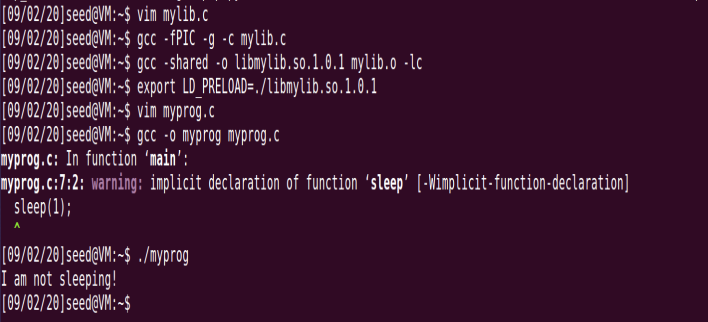 [09/02/20]seed@VM:~$ vim mylib.c
[09/02/20]seed@VM:~$ gcc -fPIC -g -c mylib.c
[09/02/20]seed@VM:~$ gcc -shared -o libmylib.so.1.0.1 mylib.o -lc
[09/02/20]seed@VM:~$ export LD_PRELOAD=./libmylib.so.1.0.1
[09/02/20]seed@VM:~$ vim myprog.c
[09/02/20]seed@VM:~$ gcc -o myprog myprog.c
myprog.c: In function ‘main’:
myprog.c:7:2: warning: implicit declaration of function ‘sleep’ [-Wimplicit-function-declaration]
  sleep(1);
  ^
[09/02/20]seed@VM:~$ ./myprog
I am not sleeping!
[09/02/20]seed@VM:~$